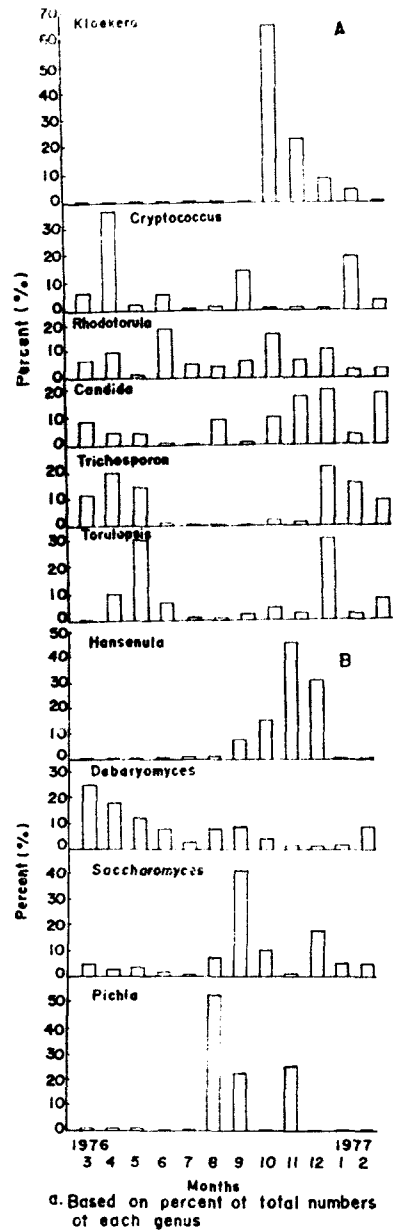 70
60
50
40
30
20
10
0
Kloekera
A
Cryptococcus
30
20
10
0
Percent (%)
Rhodotorula
20
10
0
Candida
20
10
0
Trichosporon
20
10
0
Torulopsis
30
20
10
0
Hansenula
B
50
40
30
20
10
0
Debaryomyces
30
20
10
0
Percent (%)
Saccharomyces
40
30
20
10
0
Pichia
50
40
30
20
10
0
1976 1977
3 4 5 6 7 8 9 10 11 12 1 2
Months
a. Based on percent of total numbers
of each genus